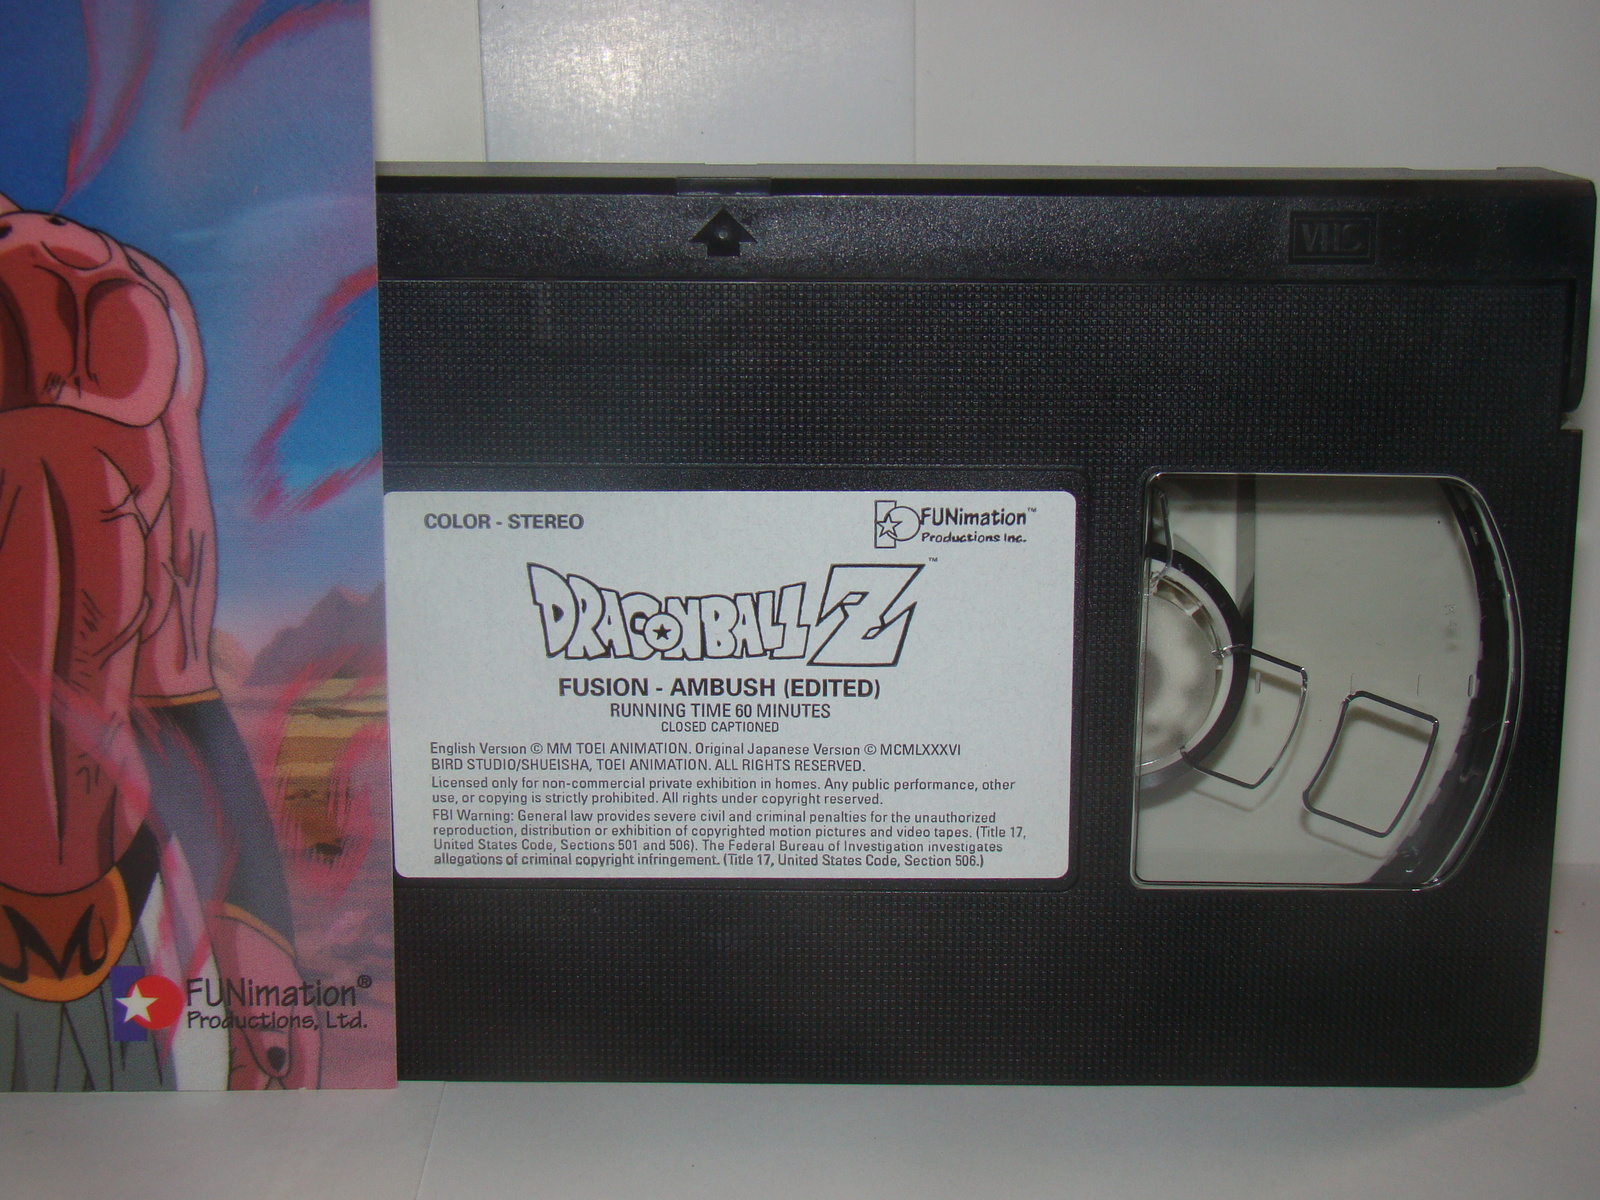 VHS
COLOR - STEREO
FUNimation™
Productions Inc.
DRAGONBALL Z™
FUSION - AMBUSH (EDITED)
RUNNING TIME 60 MINUTES
CLOSED CAPTIONED
English Version © MM TOEI ANIMATION. Original Japanese Version © MCMLXXXVI
BIRD STUDIO/SHUEISHA, TOEI ANIMATION. ALL RIGHTS RESERVED.
Licensed only for non-commercial private exhibition in homes. Any public performance, other
use, or copying is strictly prohibited. All rights under copyright reserved.
FBI Warning: General law provides severe civil and criminal penalties for the unauthorized
reproduction, distribution or exhibition of copyrighted motion pictures and video tapes. (Title 17,
United States Code, Sections 501 and 506). The Federal Bureau of Investigation investigates
allegations of criminal copyright infringement. (Title 17, United States Code, Section 506.)
M
FUNimation®
Productions, Ltd.